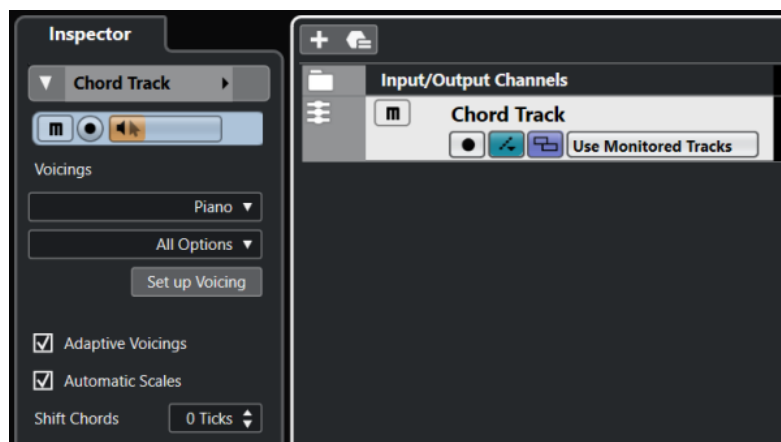 Inspector
Chord Track
m
Voicings
Piano
All Options
Set up Voicing
Adaptive Voicings
Automatic Scales
Shift Chords 0 Ticks
Input/Output Channels
m Chord Track
Use Monitored Tracks